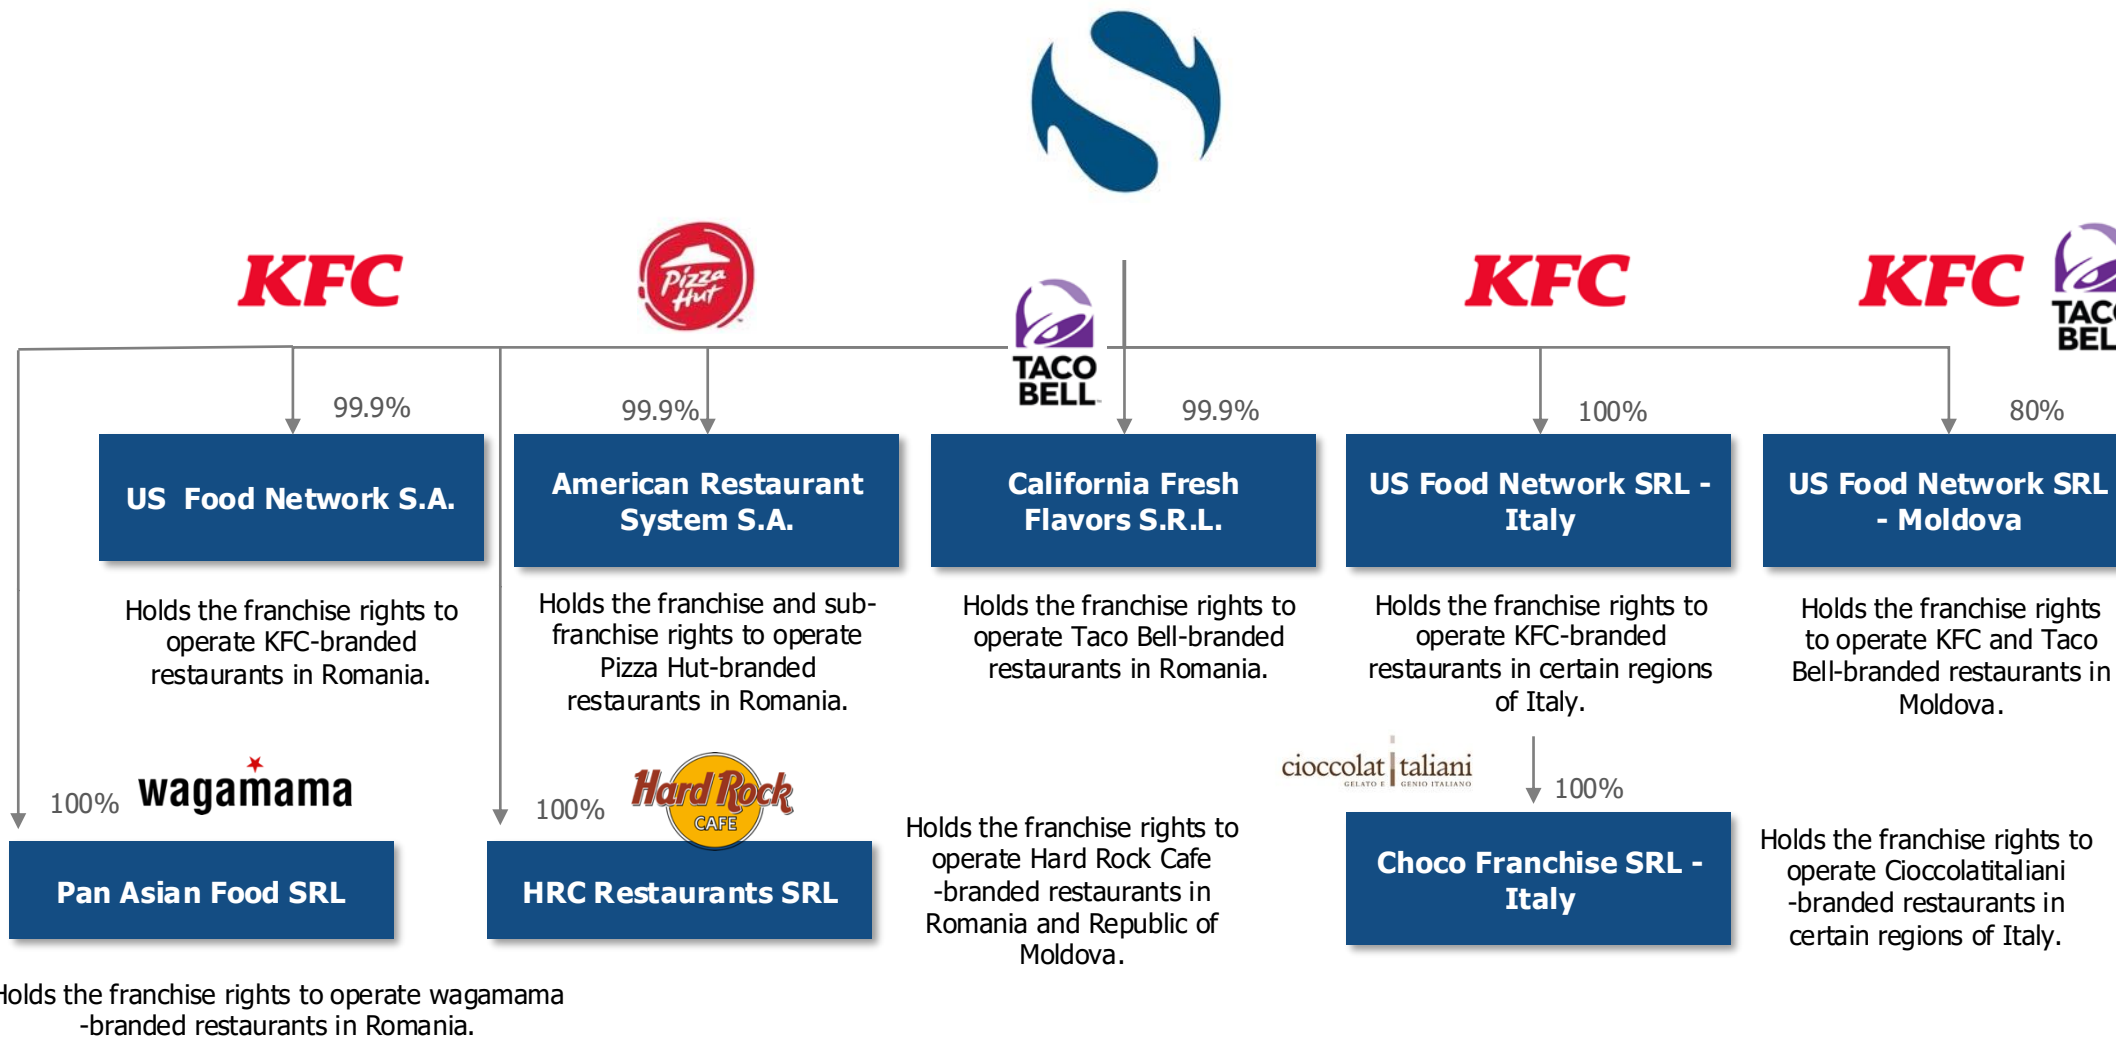 KFC
Pizza
Hut
TACO
BELL
KFC
KFC
TACO
BEL
99.9%
99.9%
99.9%
100%
80%
US Food Network S.A.
American Restaurant
System S.A.
California Fresh
Flavors S.R.L.
US Food Network SRL -
Italy
US Food Network SRL
- Moldova
Holds the franchise rights to
operate KFC-branded
restaurants in Romania.
Holds the franchise and sub-
franchise rights to operate
Pizza Hut-branded
restaurants in Romania.
Holds the franchise rights to
operate Taco Bell-branded
restaurants in Romania.
Holds the franchise rights to
operate KFC-branded
restaurants in certain regions
of Italy.
Holds the franchise rights
to operate KFC and Taco
Bell-branded restaurants in
Moldova.
100%
wagamama
100%
Hard Rock
CAFE
cioccolatitaliani
GELATO E GENIO ITALIANO
100%
Pan Asian Food SRL
HRC Restaurants SRL
Holds the franchise rights to
operate Hard Rock Cafe
-branded restaurants in
Romania and Republic of
Moldova.
Choco Franchise SRL -
Italy
Holds the franchise rights to
operate Cioccolatitaliani
-branded restaurants in
certain regions of Italy.
Holds the franchise rights to operate wagamama
-branded restaurants in Romania.